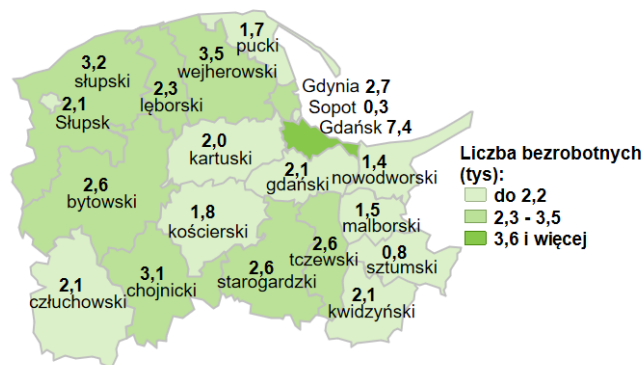 1,7
pucki
3,5
wejherowski
3,2
słupski
2,3
lęborski
2,1
Słupsk
Gdynia 2,7
Sopot 0,3
Gdańsk 7,4
2,0
kartuski
2,1
gdański
1,4
nowodworski
2,6
bytowski
1,8
kościerski
1,5
malborski
2,6
tczewski
0,8
sztumski
2,1
człuchowski
3,1
chojnicki
2,6
starogardzki
2,1
kwidzyński
Liczba bezrobotnych
(tys):
do 2,2
2,3 - 3,5
3,6 i więcej